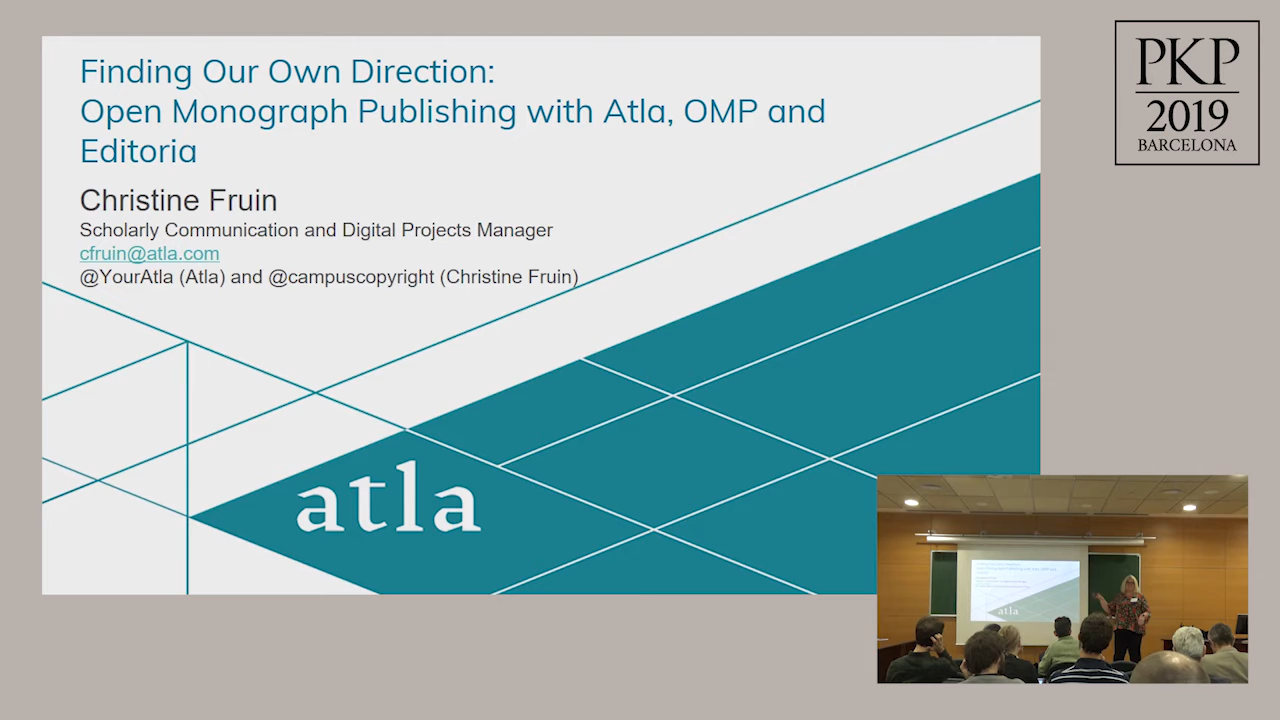 Finding Our Own Direction:
Open Monograph Publishing with Atla, OMP and
Editoria
Christine Fruin
Scholarly Communication and Digital Projects Manager
cfruin@atla.com
@YourAtla (Atla) and @campuscopyright (Christine Fruin)
atla
PKP
2019
BARCELONA
atla